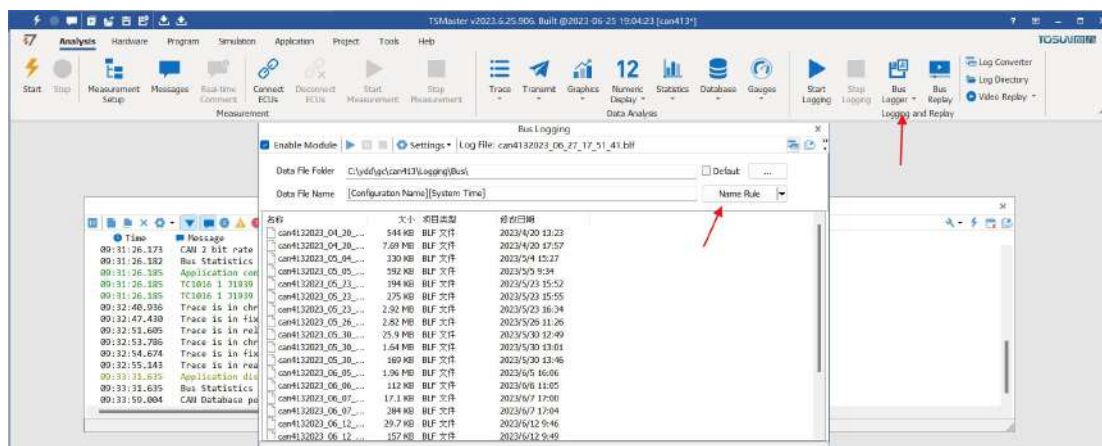 TSMaster v2023.6.25.906. Built @2023-06-25 19:04:23 [can413*]
Analysis Hardware Program Simulation Application Project Tools Help
TOSUN同星
Start Stop Measurement Setup Messages Real-time Comment Connect ECUs Disconnect ECUs Start Measurement Stop Measurement Trace Transmit Graphics Numeric Display Statistics Database Gauges Start Logging Stop Logging Bus Logger Bus Replay Log Converter Log Directory Video Replay
12
Measurement Data Analysis Logging and Replay
Bus Logging
Enable Module Settings Log File: can4132023_06_27_17_51_41.blf
Data File Folder C:\ydd\gc\can413\Logging\Bus\ Default ...
Data File Name [Configuration Name][System Time] Name Rule
名称 大小 项目类型 修改日期
can4132023_04_20_... 544 KB BLF 文件 2023/4/20 13:23
can4132023_04_20_... 7.69 MB BLF 文件 2023/4/20 17:57
can4132023_05_04_... 330 KB BLF 文件 2023/5/4 15:27
can4132023_05_05_... 592 KB BLF 文件 2023/5/5 9:34
can4132023_05_23_... 194 KB BLF 文件 2023/5/23 15:52
can4132023_05_23_... 275 KB BLF 文件 2023/5/23 15:55
can4132023_05_23_... 2.92 MB BLF 文件 2023/5/23 16:34
can4132023_05_26_... 2.82 MB BLF 文件 2023/5/26 11:26
can4132023_05_30_... 25.9 MB BLF 文件 2023/5/30 12:49
can4132023_05_30_... 1.64 MB BLF 文件 2023/5/30 13:01
can4132023_05_30_... 169 KB BLF 文件 2023/5/30 13:46
can4132023_06_05_... 1.96 MB BLF 文件 2023/6/5 16:06
can4132023_06_06_... 112 KB BLF 文件 2023/6/6 11:05
can4132023_06_07_... 17.1 KB BLF 文件 2023/6/7 17:00
can4132023_06_07_... 284 KB BLF 文件 2023/6/7 17:04
can4132023_06_12_... 29.7 KB BLF 文件 2023/6/12 9:46
can4132023_06_12_... 157 KB BLF 文件 2023/6/12 9:49
Time Message
09:31:26.173 CAN 2 bit rate
09:31:26.182 Bus Statistics
09:31:26.185 Application con
09:31:26.185 TC1016 1 J1939
09:31:26.185 TC1016 1 J1939
09:32:40.936 Trace is in chr
09:32:47.430 Trace is in fix
09:32:51.605 Trace is in rel
09:32:53.786 Trace is in chr
09:32:54.674 Trace is in fix
09:32:55.143 Trace is in rea
09:33:31.635 Application dis
09:33:31.635 Bus Statistics
09:33:59.004 CAN Database po